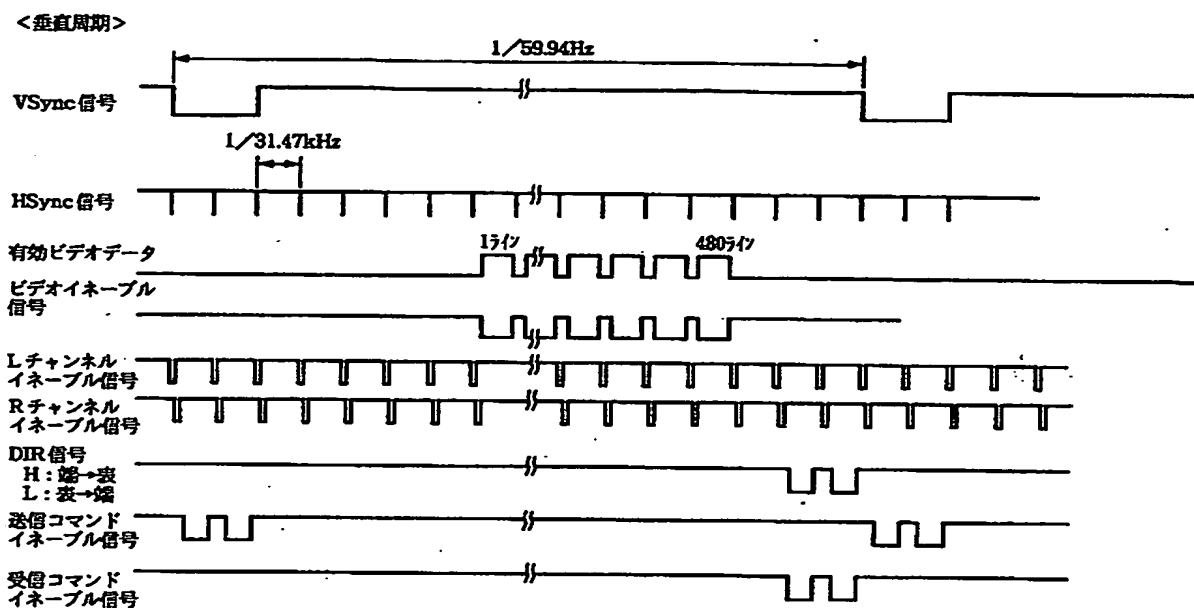 <垂直周期>
1/59.94Hz
VSync信号
1/31.47kHz
HSync信号
有効ビデオデータ
1ライン
480ライン
ビデオイネーブル
信号
Lチャンネル
イネーブル信号
Rチャンネル
イネーブル信号
DIR信号
H:端→表
L:表→端
送信コマンド
イネーブル信号
受信コマンド
イネーブル信号